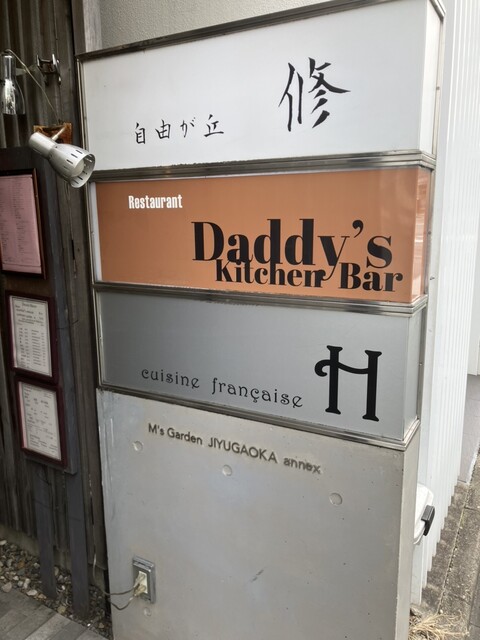 自由が丘 修
Restaurant
Daddy's
Kitchen Bar
cuisine française H
M's Garden JIYUGAOKA annex